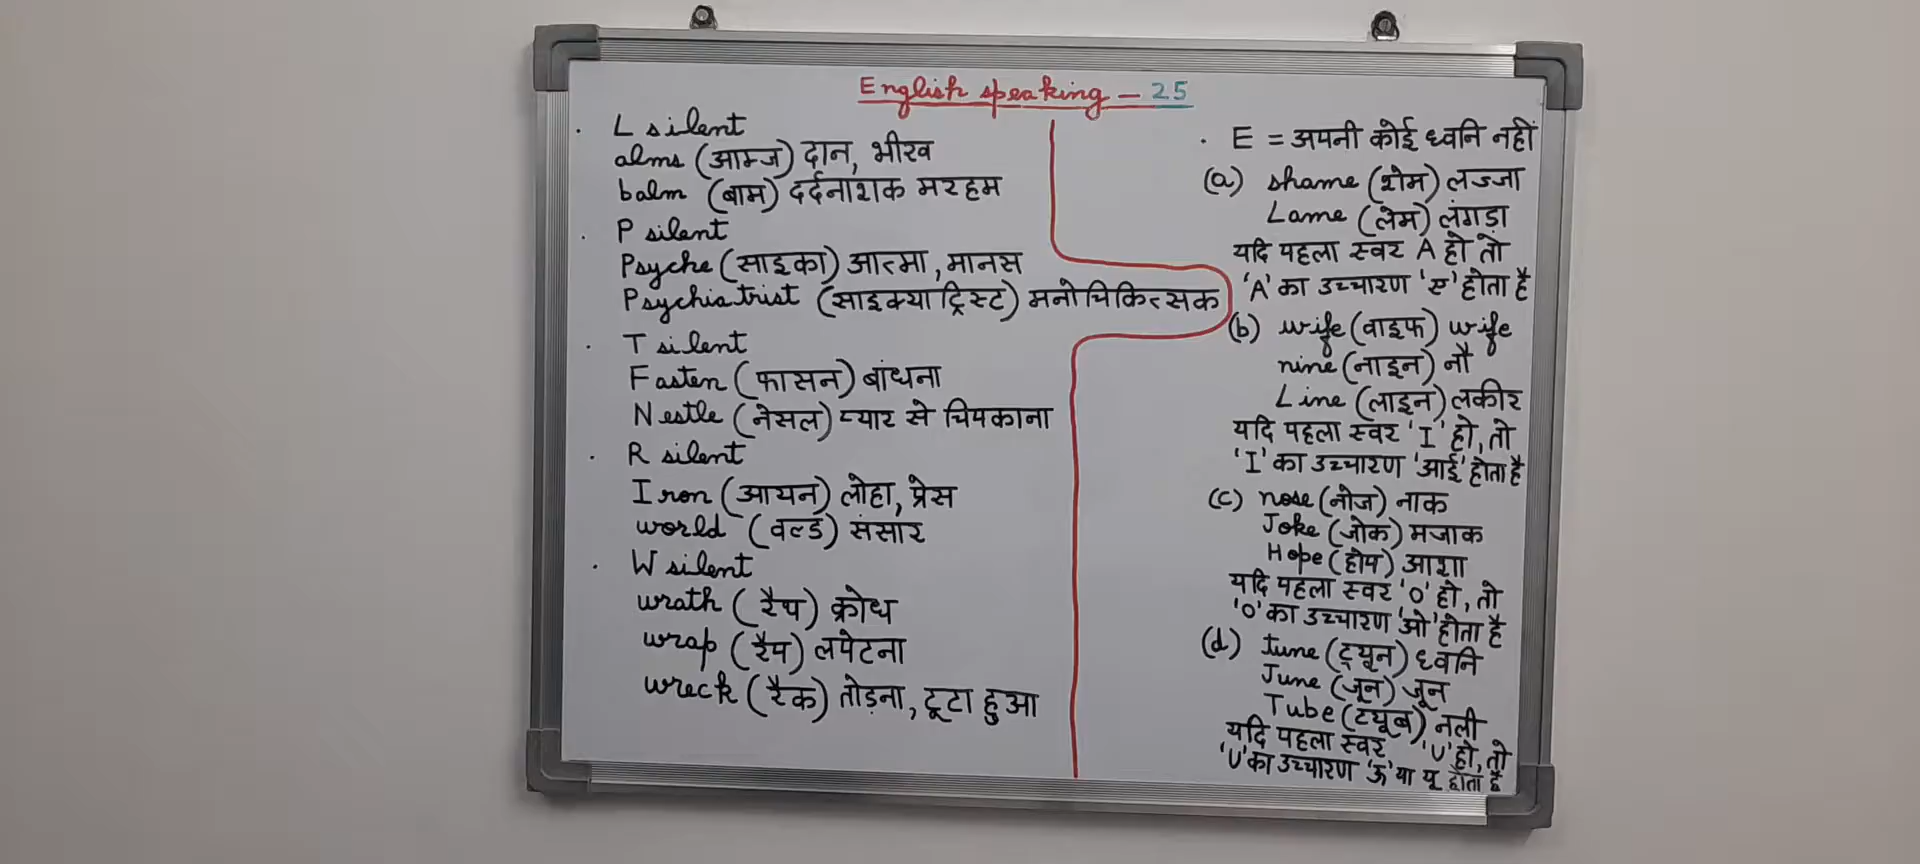 English speaking - 25
. L silent
alms (आम्ज) दान, भीख
balm (बाम) दर्दनाशक मरहम
. P silent
Psyche (साइका) आत्मा, मानस
Psychiatrist (साइक्याट्रिस्ट) मनोचिकित्सक
. T silent
Fasten (फासन) बांधना
Nestle (नेसल) प्यार से चिपकाना
. R silent
Iron (आयन) लोहा, प्रेस
world (वर्ल्ड) संसार
. W silent
wrath (रैथ) क्रोध
wrap (रैप) लपेटना
wreck (रैक) तोड़ना, टूटा हुआ
. E = अपनी कोई ध्वनि नहीं
(a) shame (शेम) लज्जा
Lame (लेम) लंगड़ा
यदि पहला स्वर A हो तो
'A' का उच्चारण 'ए' होता है
(b) wife (वाइफ) wife
nine (नाइन) नौ
Line (लाइन) लकीर
यदि पहला स्वर 'I' हो, तो
'I' का उच्चारण 'आई' होता है
(c) nose (नोज) नाक
Joke (जोक) मजाक
Hope (होप) आशा
यदि पहला स्वर 'O' हो, तो
'O' का उच्चारण 'ओ' होता है
(d) tune (ट्यून) ध्वनि
June (जून) जून
Tube (टयूब) नली
यदि पहला स्वर 'U' हो, तो
'U' का उच्चारण 'ऊ' या यू होता है